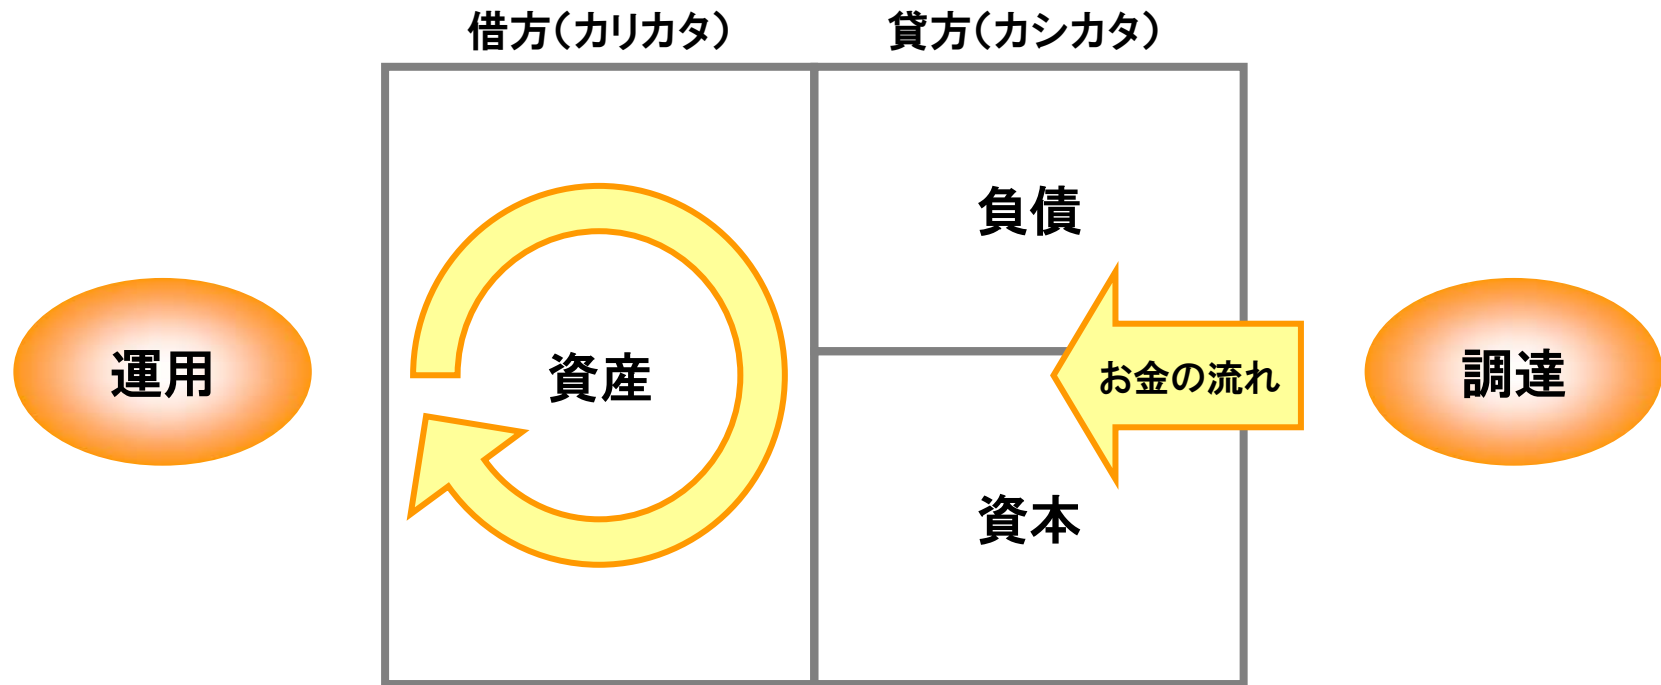 借方（カリカタ）
貸方（カシカタ）
負債
運用
資産
お金の流れ
調達
資本